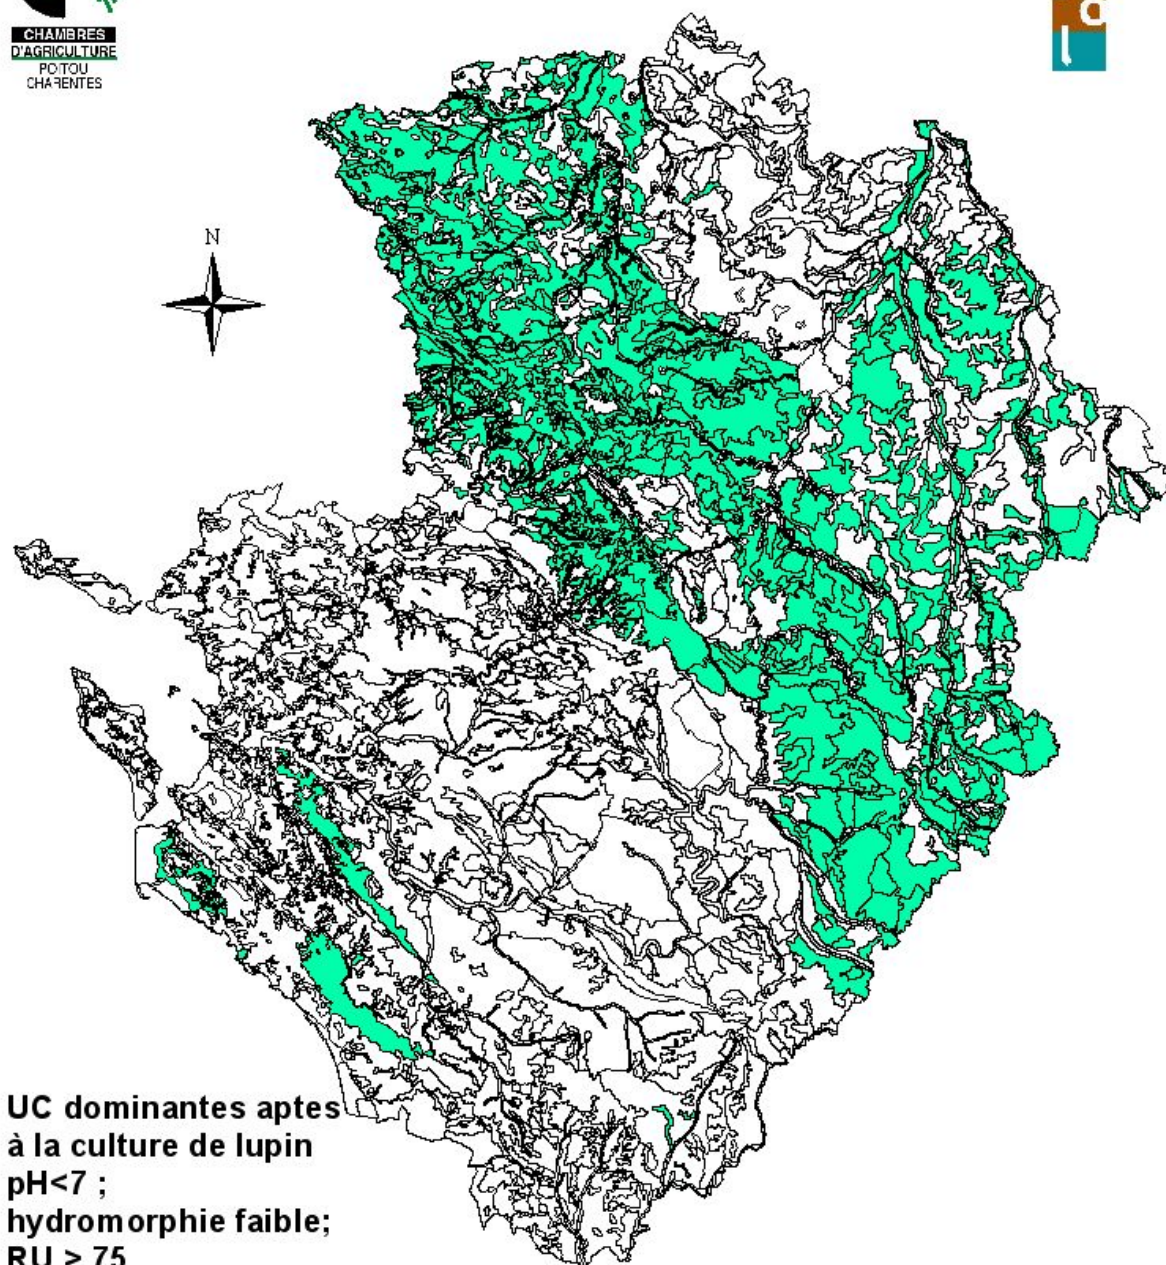 CHAMBRES
D'AGRICULTURE
POITOU
CHARENTES
N
UC dominantes aptes
à la culture de lupin
pH<7 ;
hydromorphie faible;
RU > 75